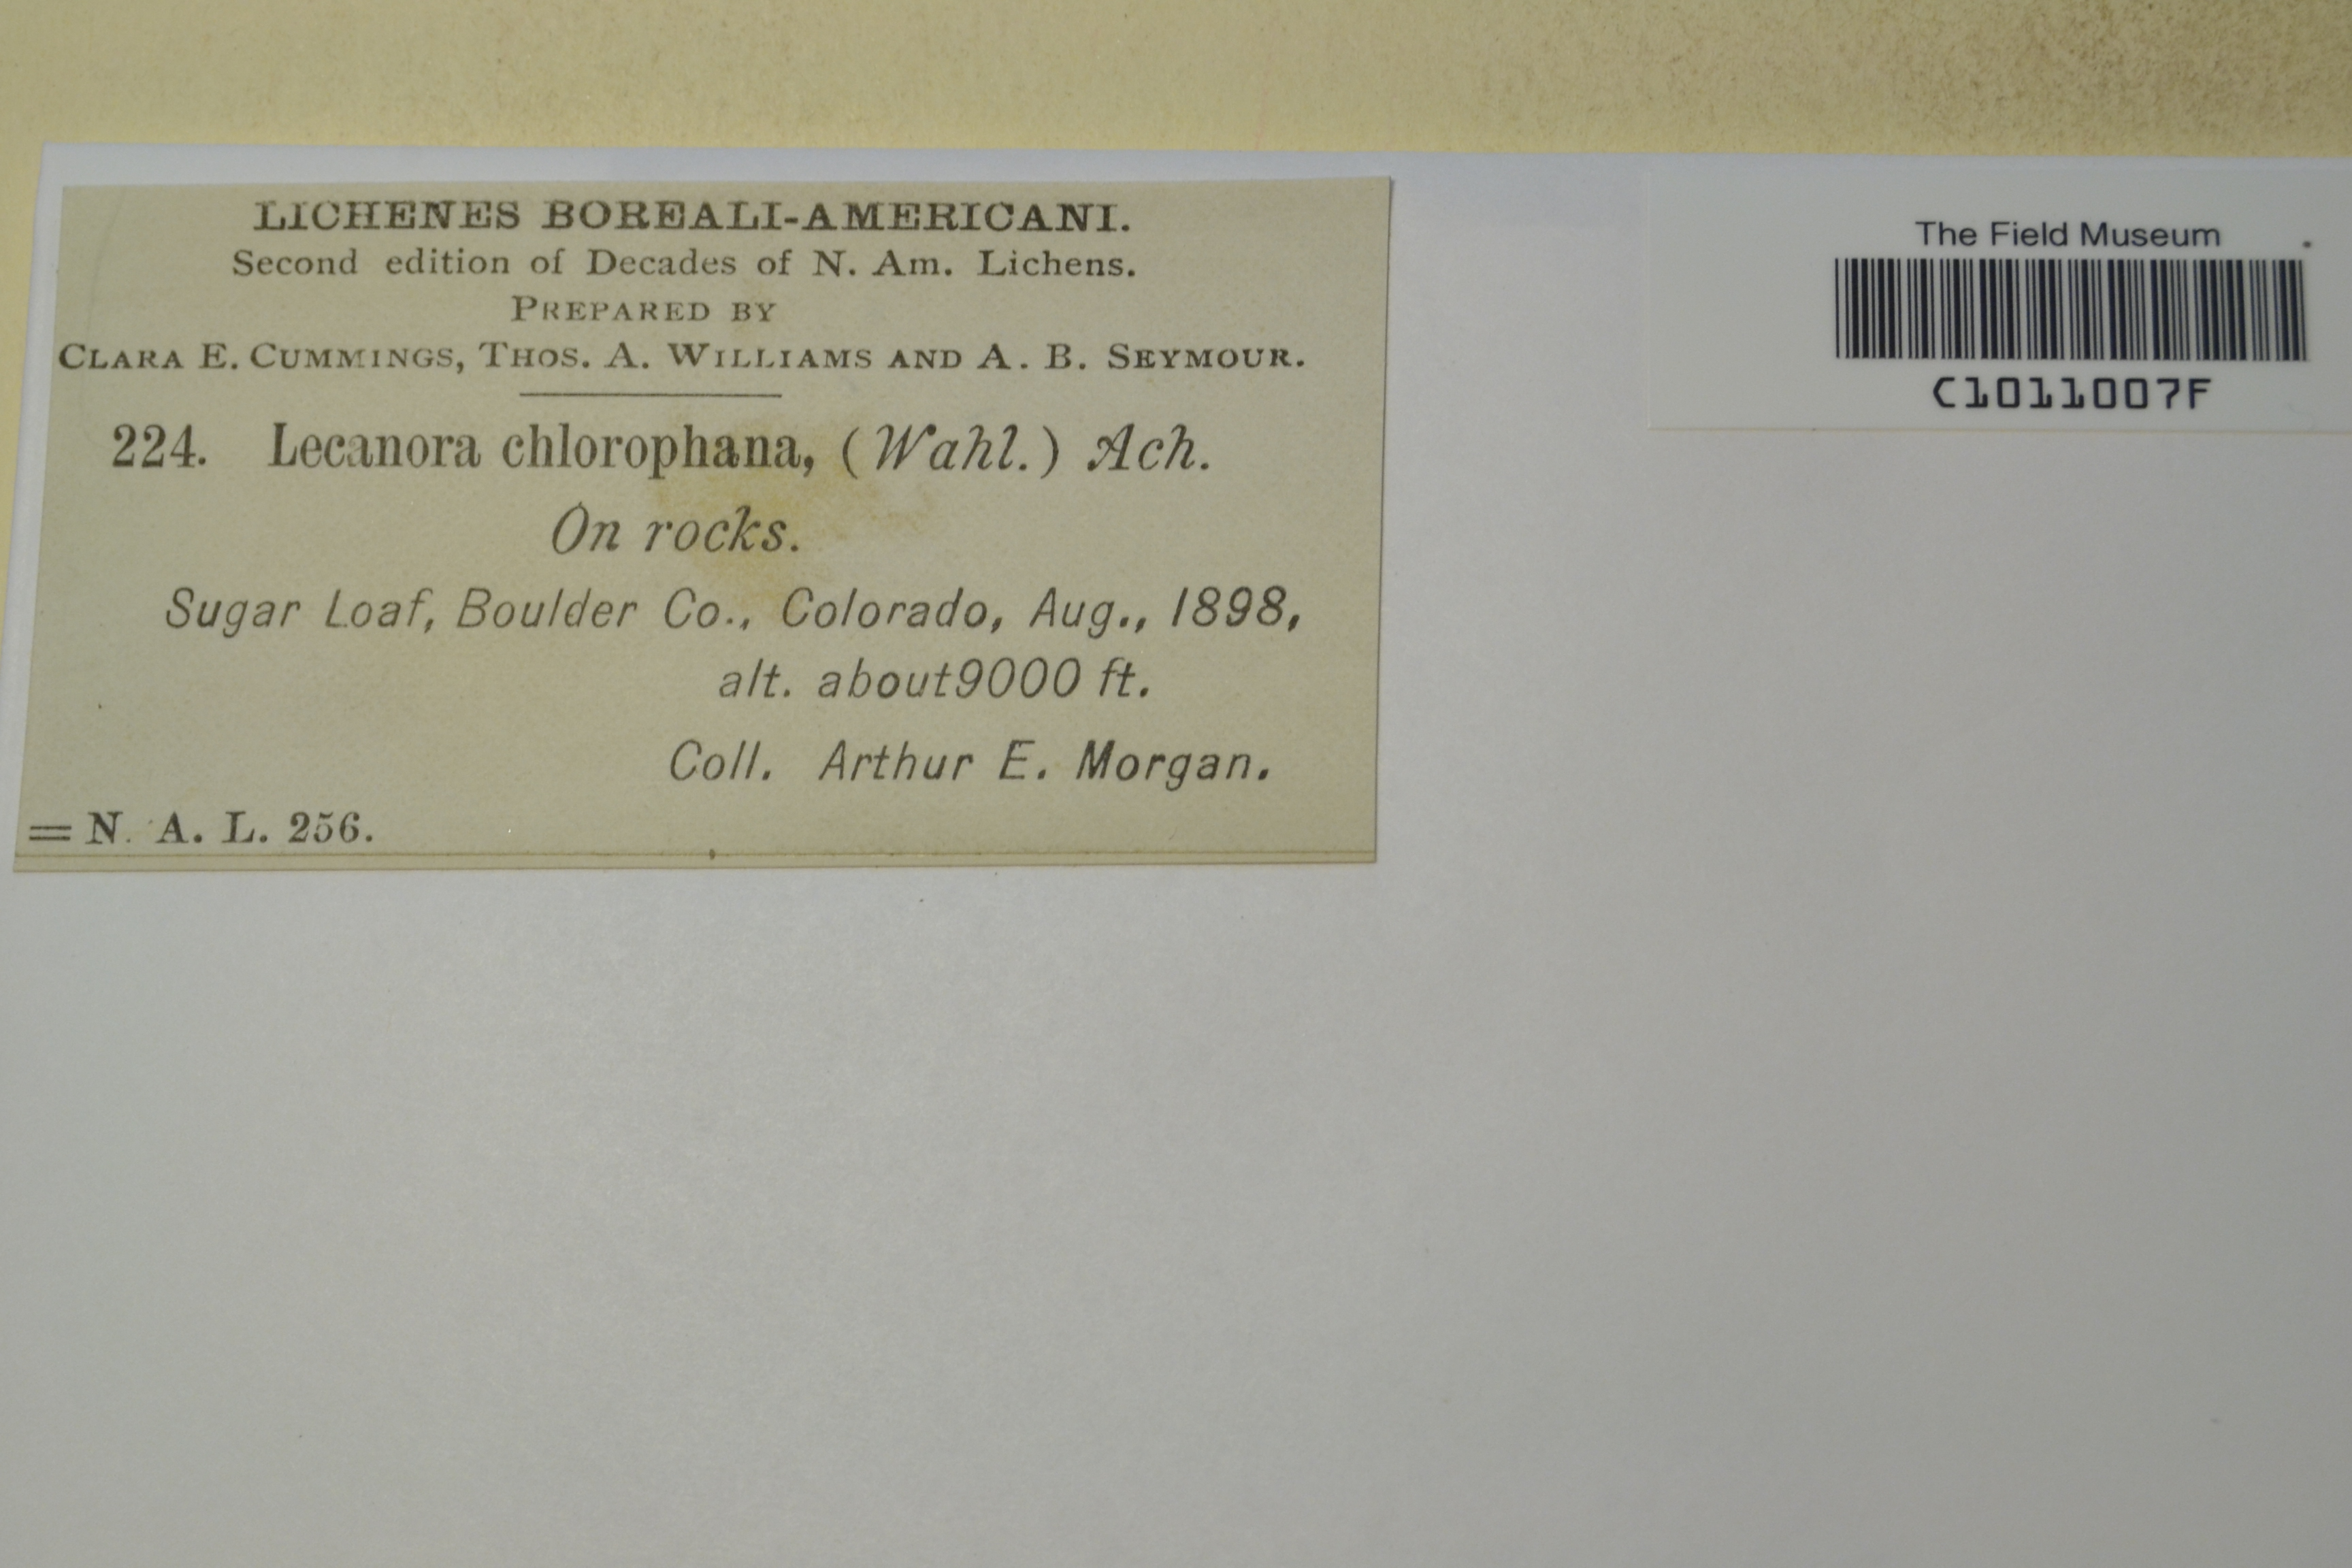 LICHENES BOREALI-AMERICANI.
Second edition of Decades of N. Am. Lichens.
PREPARED BY
CLARA E. CUMMINGS, THOS. A. WILLIAMS AND A. B. SEYMOUR.
224. Lecanora chlorophana, (Wahl.) Ach.
On rocks.
Sugar Loaf, Boulder Co., Colorado, Aug., 1898,
alt. about9000 ft.
Coll. Arthur E. Morgan.
= N. A. L. 256.
The Field Museum
C1011007F